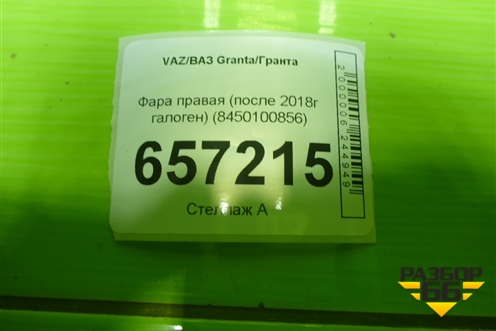 VAZ/ВАЗ Granta/Гранта
Фара правая (после 2018г
галоген) (8450100856)
657215
Стеллаж А
2000006244949
РАЗБОР
66